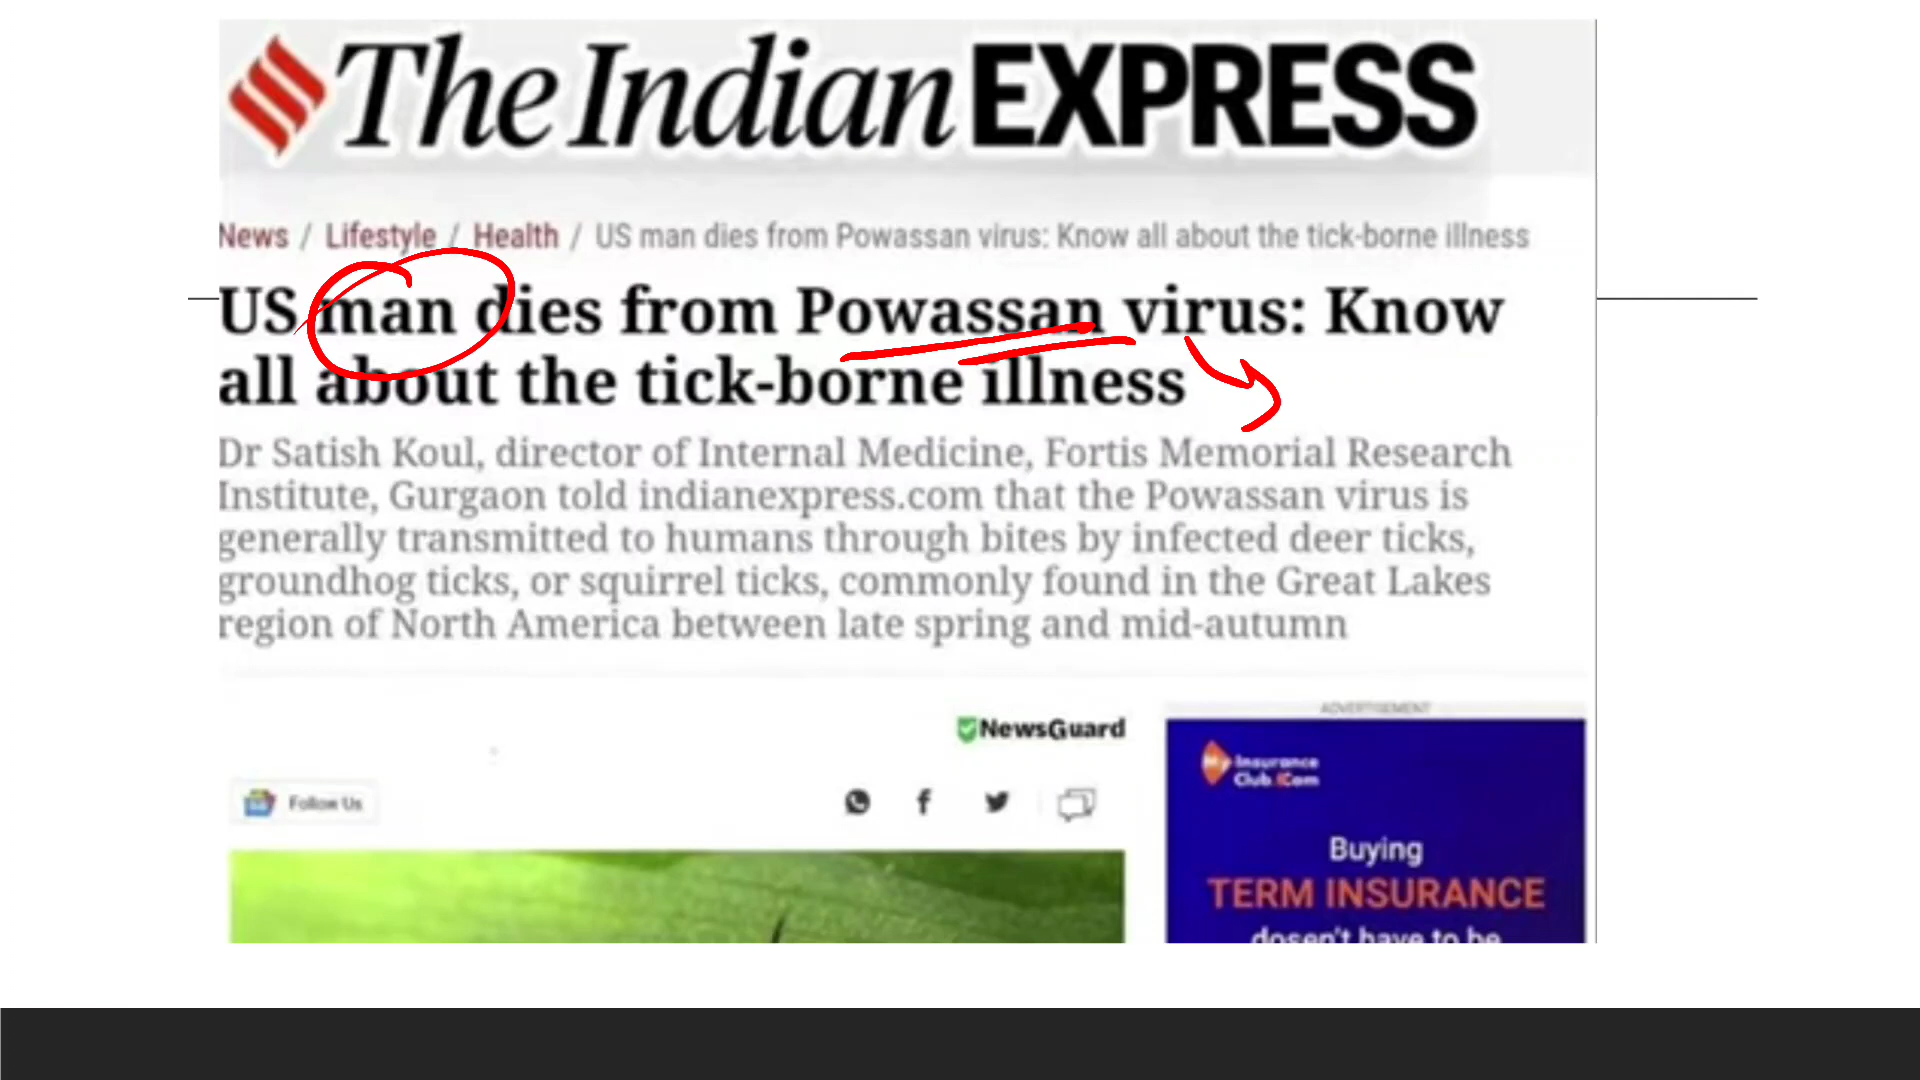 The Indian EXPRESS
News / Lifestyle / Health / US man dies from Powassan virus: Know all about the tick-borne illness
US man dies from Powassan virus: Know
all about the tick-borne illness
Dr Satish Koul, director of Internal Medicine, Fortis Memorial Research
Institute, Gurgaon told indianexpress.com that the Powassan virus is
generally transmitted to humans through bites by infected deer ticks,
groundhog ticks, or squirrel ticks, commonly found in the Great Lakes
region of North America between late spring and mid-autumn
ADVERTISEMENT
NewsGuard
My Insurance
Club.Com
Follow Us
Buying
TERM INSURANCE
dosen't have to be